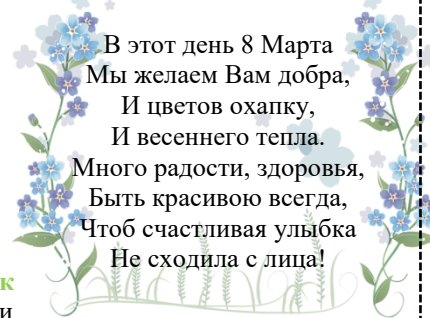 В этот день 8 Марта
Мы желаем Вам добра,
И цветов охапку,
И весеннего тепла.
Много радости, здоровья,
Быть красивою всегда,
Чтоб счастливая улыбка
Не сходила с лица!
к
и